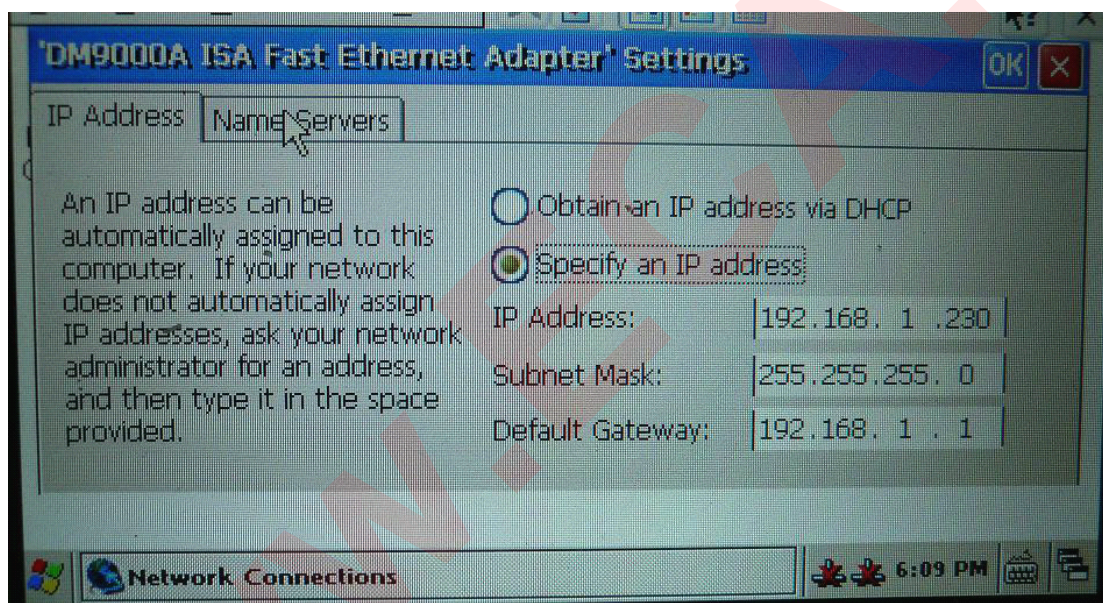 'DM9000A ISA Fast Ethernet Adapter' Settings
OK
IP Address
Name Servers
An IP address can be
automatically assigned to this
computer. If your network
does not automatically assign
IP addresses, ask your network
administrator for an address,
and then type it in the space
provided.
Obtain an IP address via DHCP
Specify an IP address
IP Address: 192.168. 1 .230
Subnet Mask: 255.255.255. 0
Default Gateway: 192.168. 1 . 1
Network Connections
6:09 PM